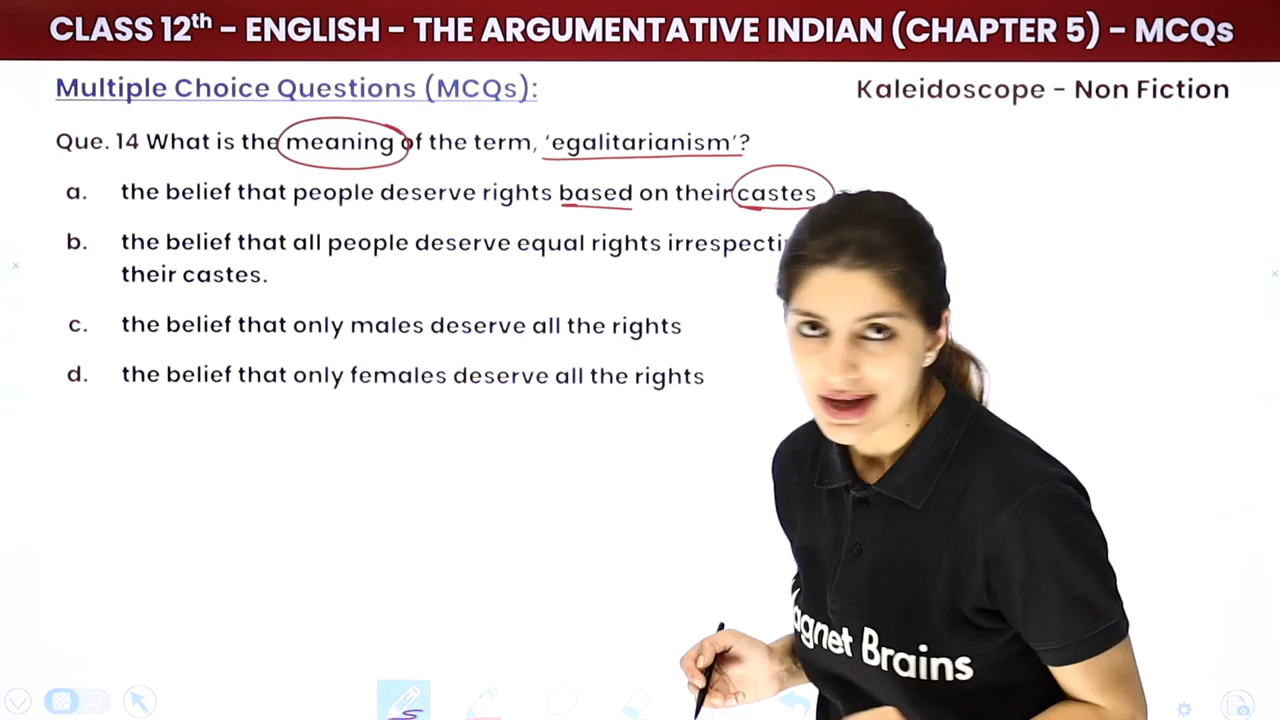 CLASS 12th – ENGLISH – THE ARGUMENTATIVE INDIAN (CHAPTER 5) – MCQs
Multiple Choice Questions (MCQs):
Kaleidoscope – Non Fiction
Que. 14 What is the meaning of the term, ‘egalitarianism’?
a. the belief that people deserve rights based on their castes
b. the belief that all people deserve equal rights
their castes.
c. the belief that only males deserve all the rights
d. the belief that only females deserve all the rights
Brains